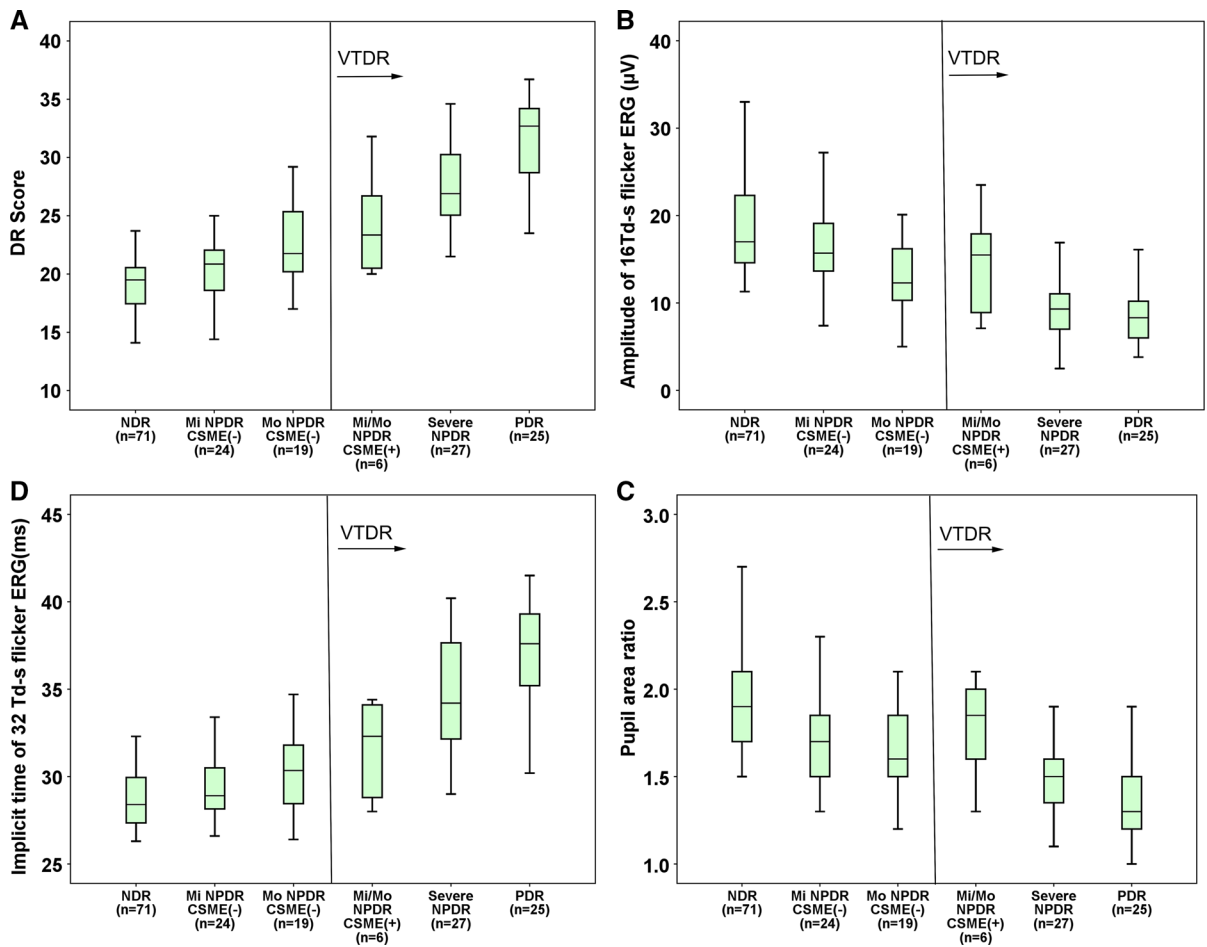 A
DR Score
40
35
30
25
20
15
10
VTDR
NDR
(n=71)
Mi NPDR
CSME(-)
(n=24)
Mo NPDR
CSME(-)
(n=19)
Mi/Mo
NPDR
CSME(+)
(n=6)
Severe
NPDR
(n=27)
PDR
(n=25)
B
Amplitude of 16Td-s flicker ERG (µV)
40
30
20
10
0
VTDR
NDR
(n=71)
Mi NPDR
CSME(-)
(n=24)
Mo NPDR
CSME(-)
(n=19)
Mi/Mo
NPDR
CSME(+)
(n=6)
Severe
NPDR
(n=27)
PDR
(n=25)
D
Implicit time of 32 Td-s flicker ERG(ms)
45
40
35
30
25
VTDR
NDR
(n=71)
Mi NPDR
CSME(-)
(n=24)
Mo NPDR
CSME(-)
(n=19)
Mi/Mo
NPDR
CSME(+)
(n=6)
Severe
NPDR
(n=27)
PDR
(n=25)
C
Pupil area ratio
3.0
2.5
2.0
1.5
1.0
VTDR
NDR
(n=71)
Mi NPDR
CSME(-)
(n=24)
Mo NPDR
CSME(-)
(n=19)
Mi/Mo
NPDR
CSME(+)
(n=6)
Severe
NPDR
(n=27)
PDR
(n=25)